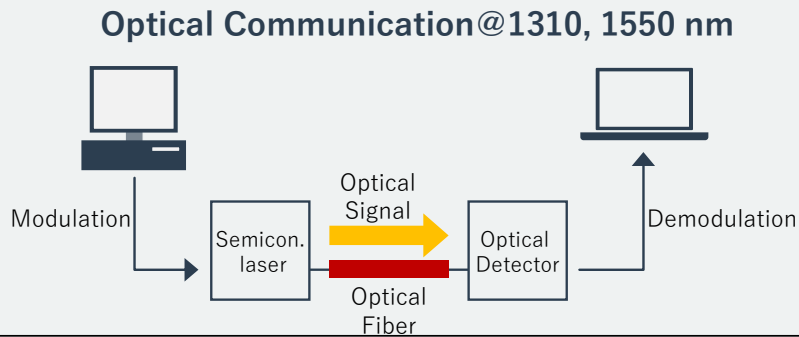 Optical Communication@1310, 1550 nm
Optical
Signal
Modulation
Semicon.
laser
Optical
Detector
Demodulation
Optical
Fiber